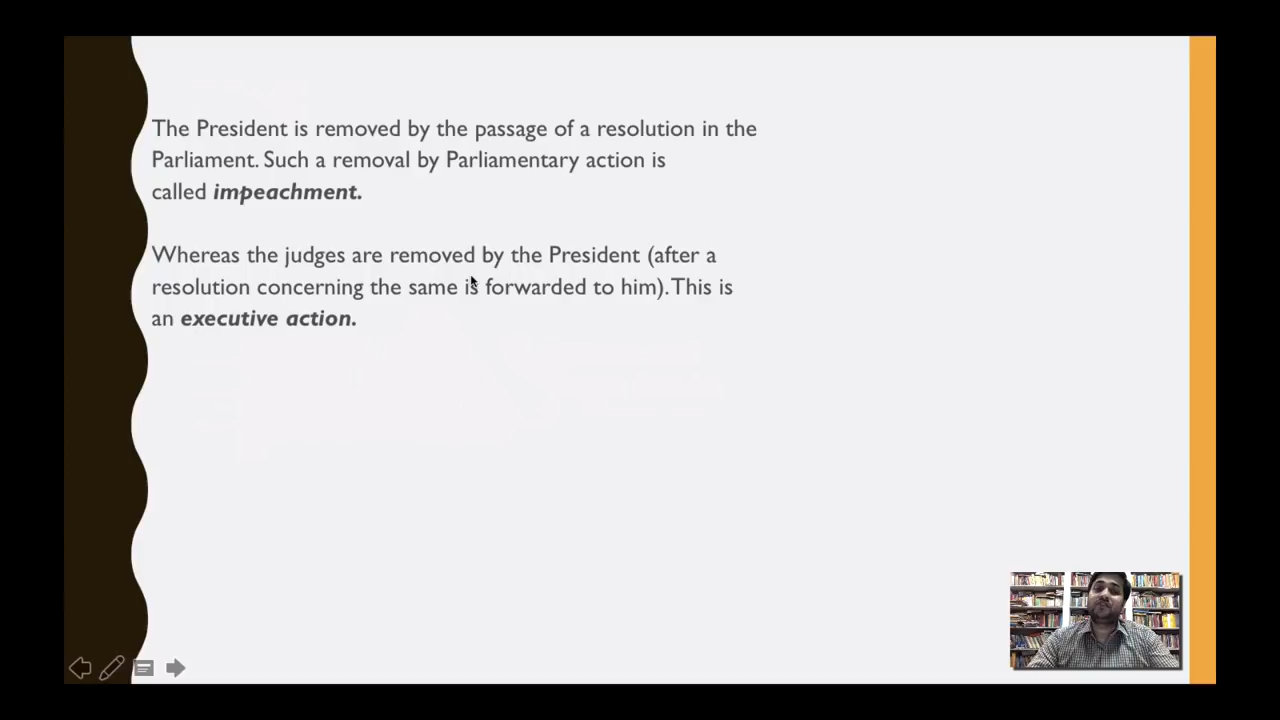 The President is removed by the passage of a resolution in the
Parliament. Such a removal by Parliamentary action is
called impeachment.
Whereas the judges are removed by the President (after a
resolution concerning the same is forwarded to him). This is
an executive action.